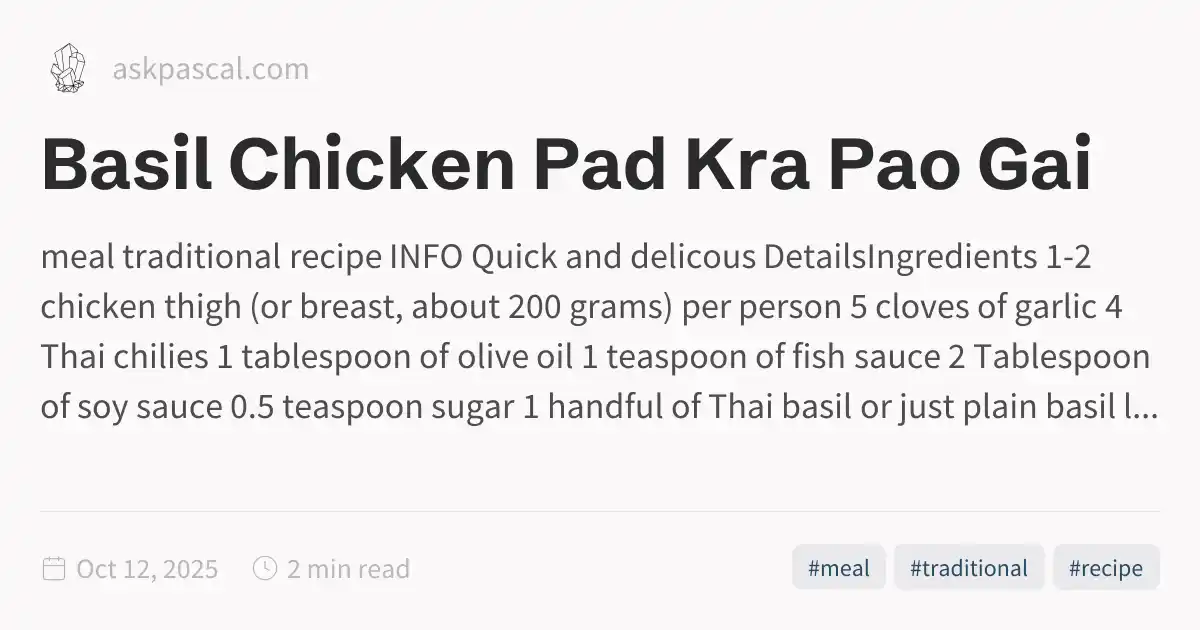 askpascal.com
Basil Chicken Pad Kra Pao Gai
meal traditional recipe INFO Quick and delicous DetailsIngredients 1-2
chicken thigh (or breast, about 200 grams) per person 5 cloves of garlic 4
Thai chilies 1 tablespoon of olive oil 1 teaspoon of fish sauce 2 Tablespoon
of soy sauce 0.5 teaspoon sugar 1 handful of Thai basil or just plain basil l...
Oct 12, 2025 2 min read #meal #traditional #recipe